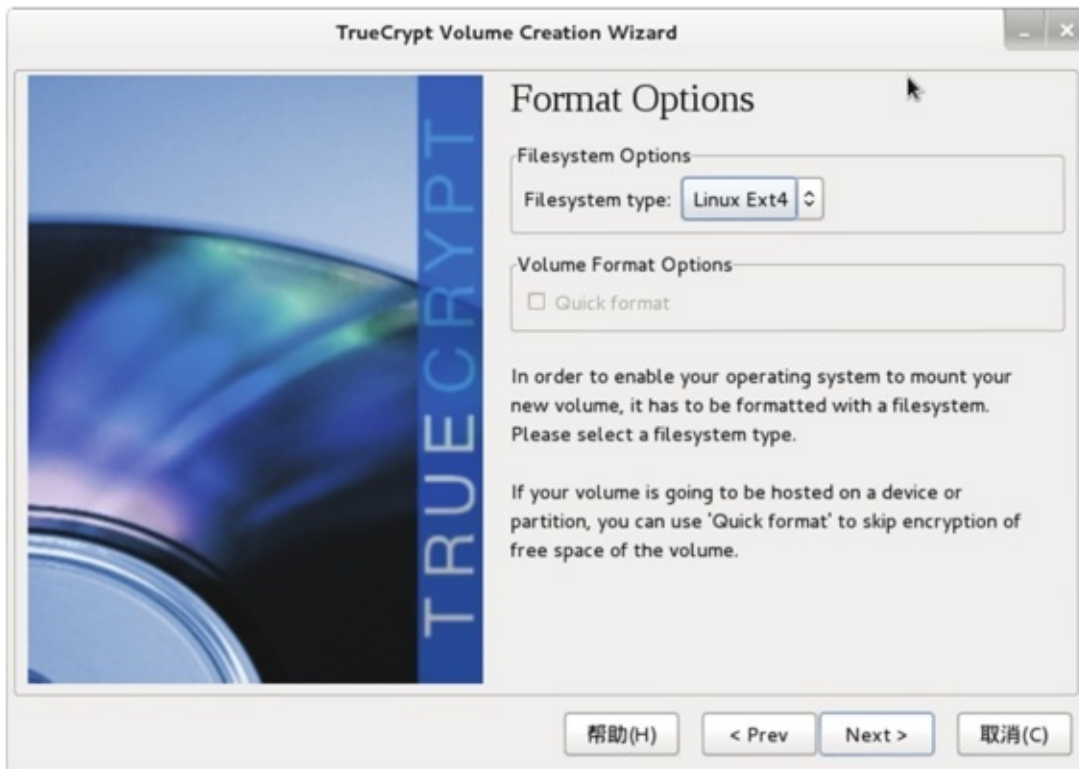 TrueCrypt Volume Creation Wizard
TRUECRYPT
Format Options
Filesystem Options
Filesystem type: Linux Ext4
Volume Format Options
Quick format
In order to enable your operating system to mount your
new volume, it has to be formatted with a filesystem.
Please select a filesystem type.
If your volume is going to be hosted on a device or
partition, you can use 'Quick format' to skip encryption of
free space of the volume.
帮助(H) < Prev Next > 取消(C)